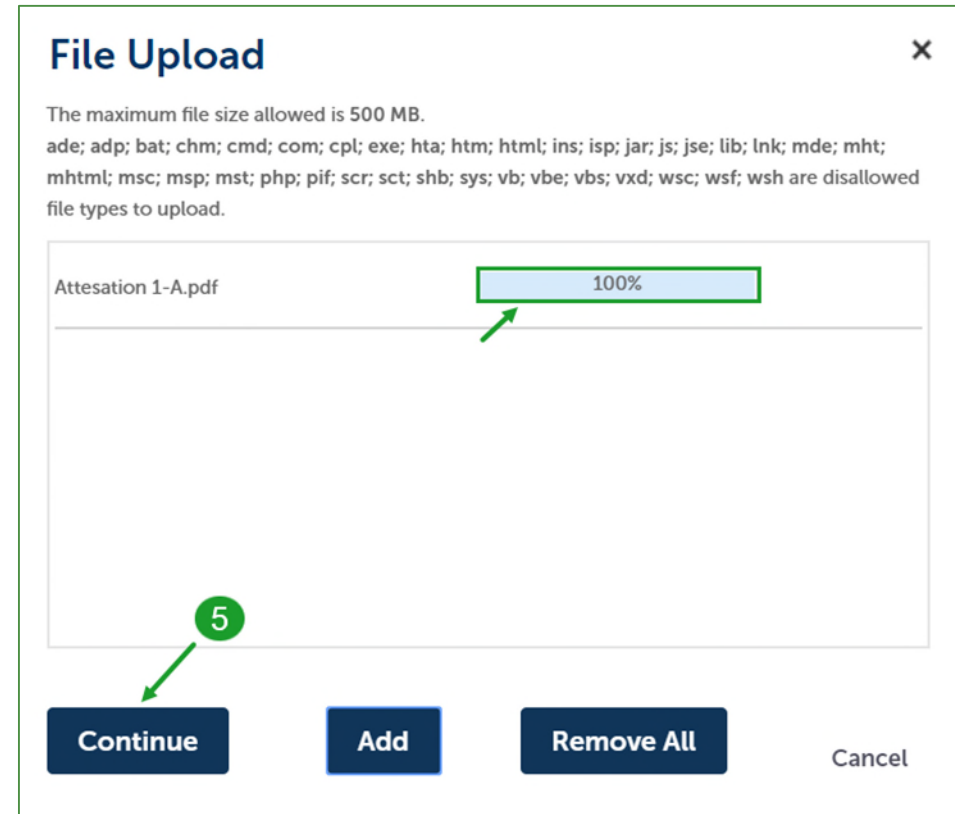 File Upload
×
The maximum file size allowed is 500 MB.
ade; adp; bat; chm; cmd; com; cpl; exe; hta; htm; html; ins; isp; jar; js; jse; lib; lnk; mde; mht;
mhtml; msc; msp; mst; php; pif; scr; sct; shb; sys; vb; vbe; vbs; vxd; wsc; wsf; wsh are disallowed
file types to upload.
Attesation 1-A.pdf 100%
5
Continue Add Remove All Cancel